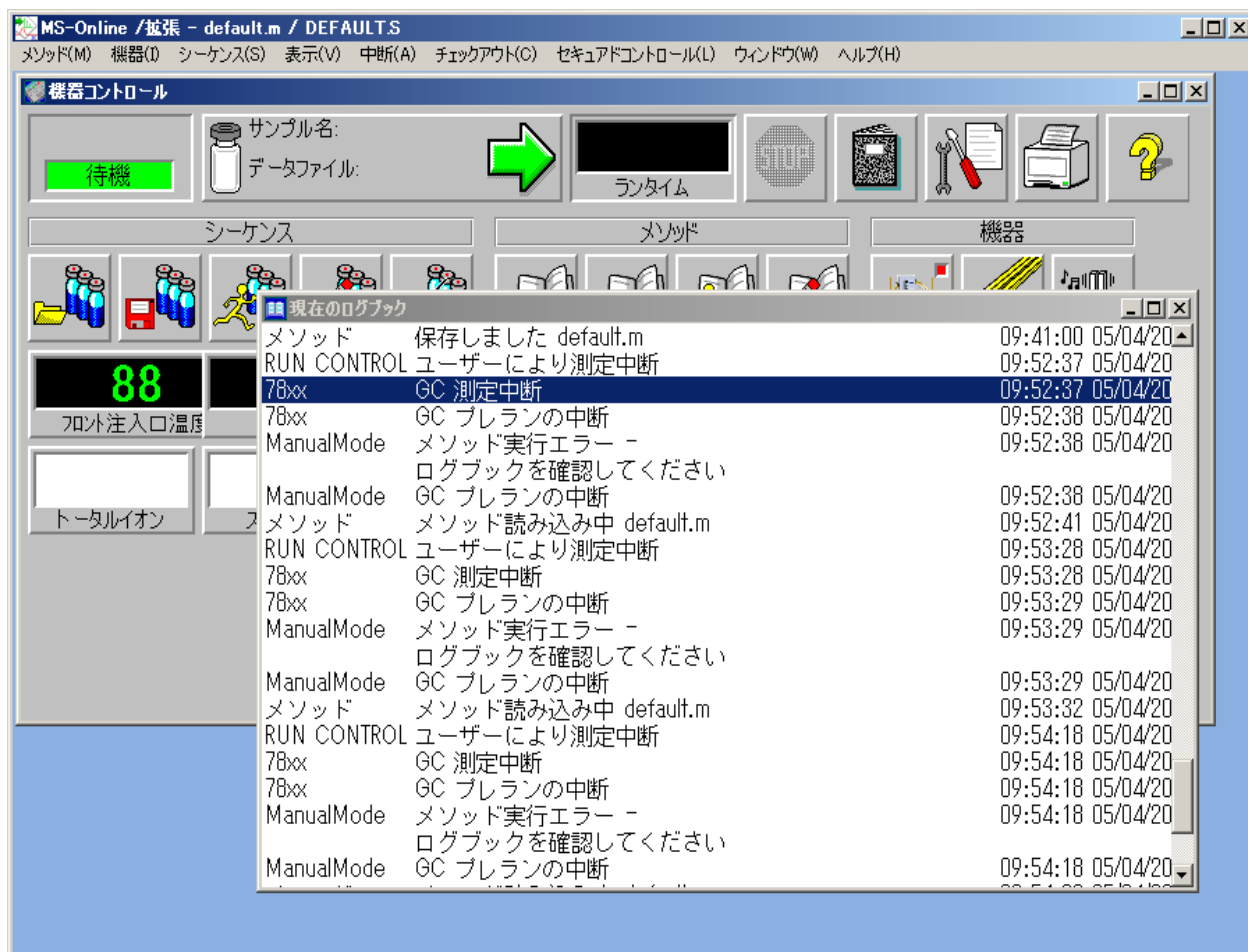 MS-Online /拡張 - default.m / DEFAULT.S
メソッド(M) 機器(I) シーケンス(S) 表示(V) 中断(A) チェックアウト(C) セキュアドコントロール(L) ウィンドウ(W) ヘルプ(H)
機器コントロール
サンプル名:
データファイル:
待機
ランタイム
STOP
シーケンス メソッド 機器
88
フロント注入口温度
トータルイオン
現在のログブック
メソッド 保存しました default.m 09:41:00 05/04/20
RUN CONTROL ユーザーにより測定中断 09:52:37 05/04/20
78xx GC 測定中断 09:52:37 05/04/20
78xx GC プレランの中断 09:52:38 05/04/20
ManualMode メソッド実行エラー - 09:52:38 05/04/20
ログブックを確認してください
ManualMode GC プレランの中断 09:52:38 05/04/20
メソッド メソッド読み込み中 default.m 09:52:41 05/04/20
RUN CONTROL ユーザーにより測定中断 09:53:28 05/04/20
78xx GC 測定中断 09:53:28 05/04/20
78xx GC プレランの中断 09:53:29 05/04/20
ManualMode メソッド実行エラー - 09:53:29 05/04/20
ログブックを確認してください
ManualMode GC プレランの中断 09:53:29 05/04/20
メソッド メソッド読み込み中 default.m 09:53:32 05/04/20
RUN CONTROL ユーザーにより測定中断 09:54:18 05/04/20
78xx GC 測定中断 09:54:18 05/04/20
78xx GC プレランの中断 09:54:18 05/04/20
ManualMode メソッド実行エラー - 09:54:18 05/04/20
ログブックを確認してください
ManualMode GC プレランの中断 09:54:18 05/04/20